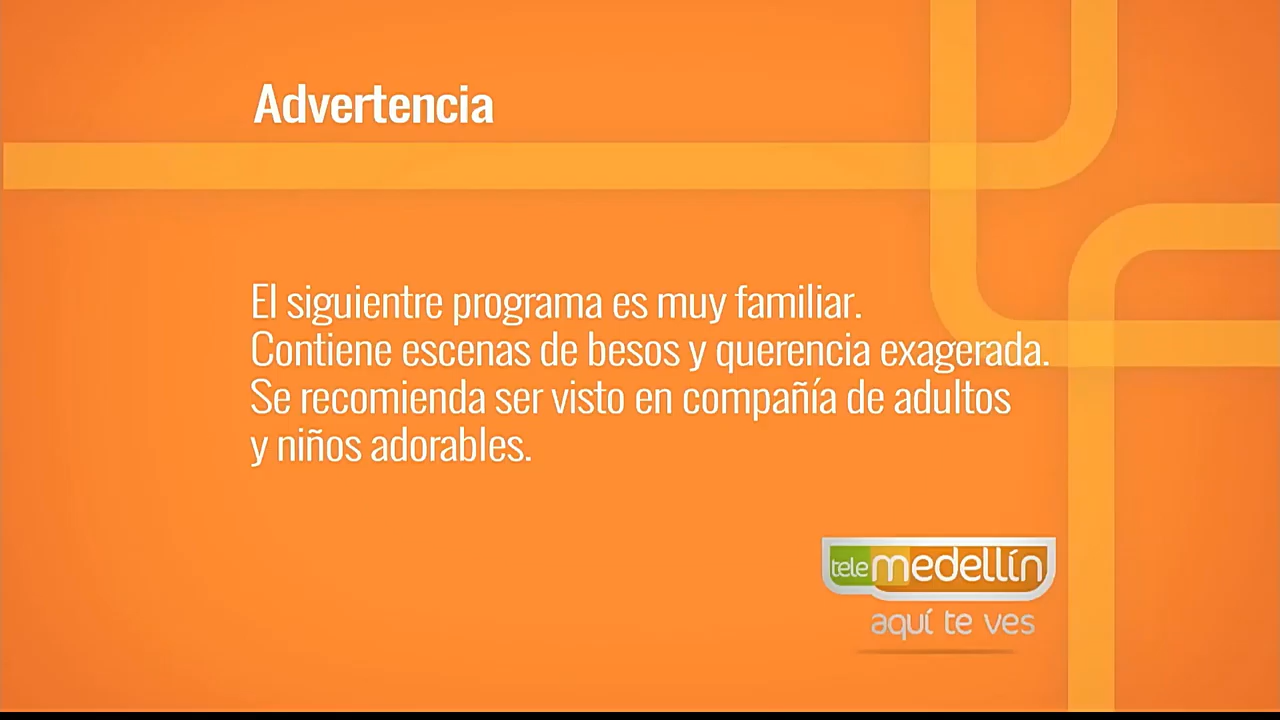 Advertencia
El siguientre programa es muy familiar.
Contiene escenas de besos y querencia exagerada.
Se recomienda ser visto en compañía de adultos
y niños adorables.
tele medellín
aquí te ves